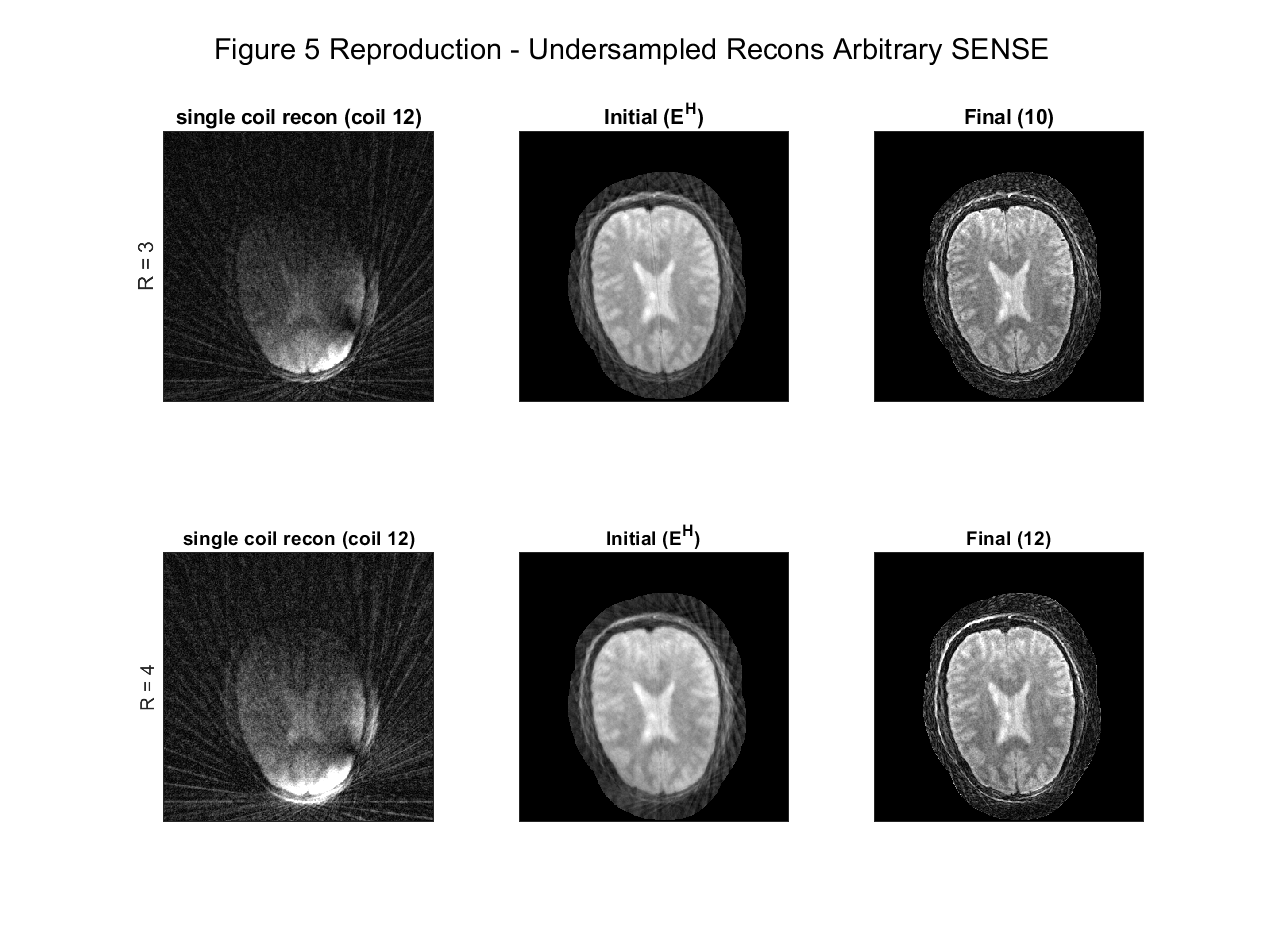 Figure 5 Reproduction - Undersampled Recons Arbitrary SENSE
single coil recon (coil 12)
Initial (E^H)
Final (10)
R = 3
single coil recon (coil 12)
Initial (E^H)
Final (12)
R = 4